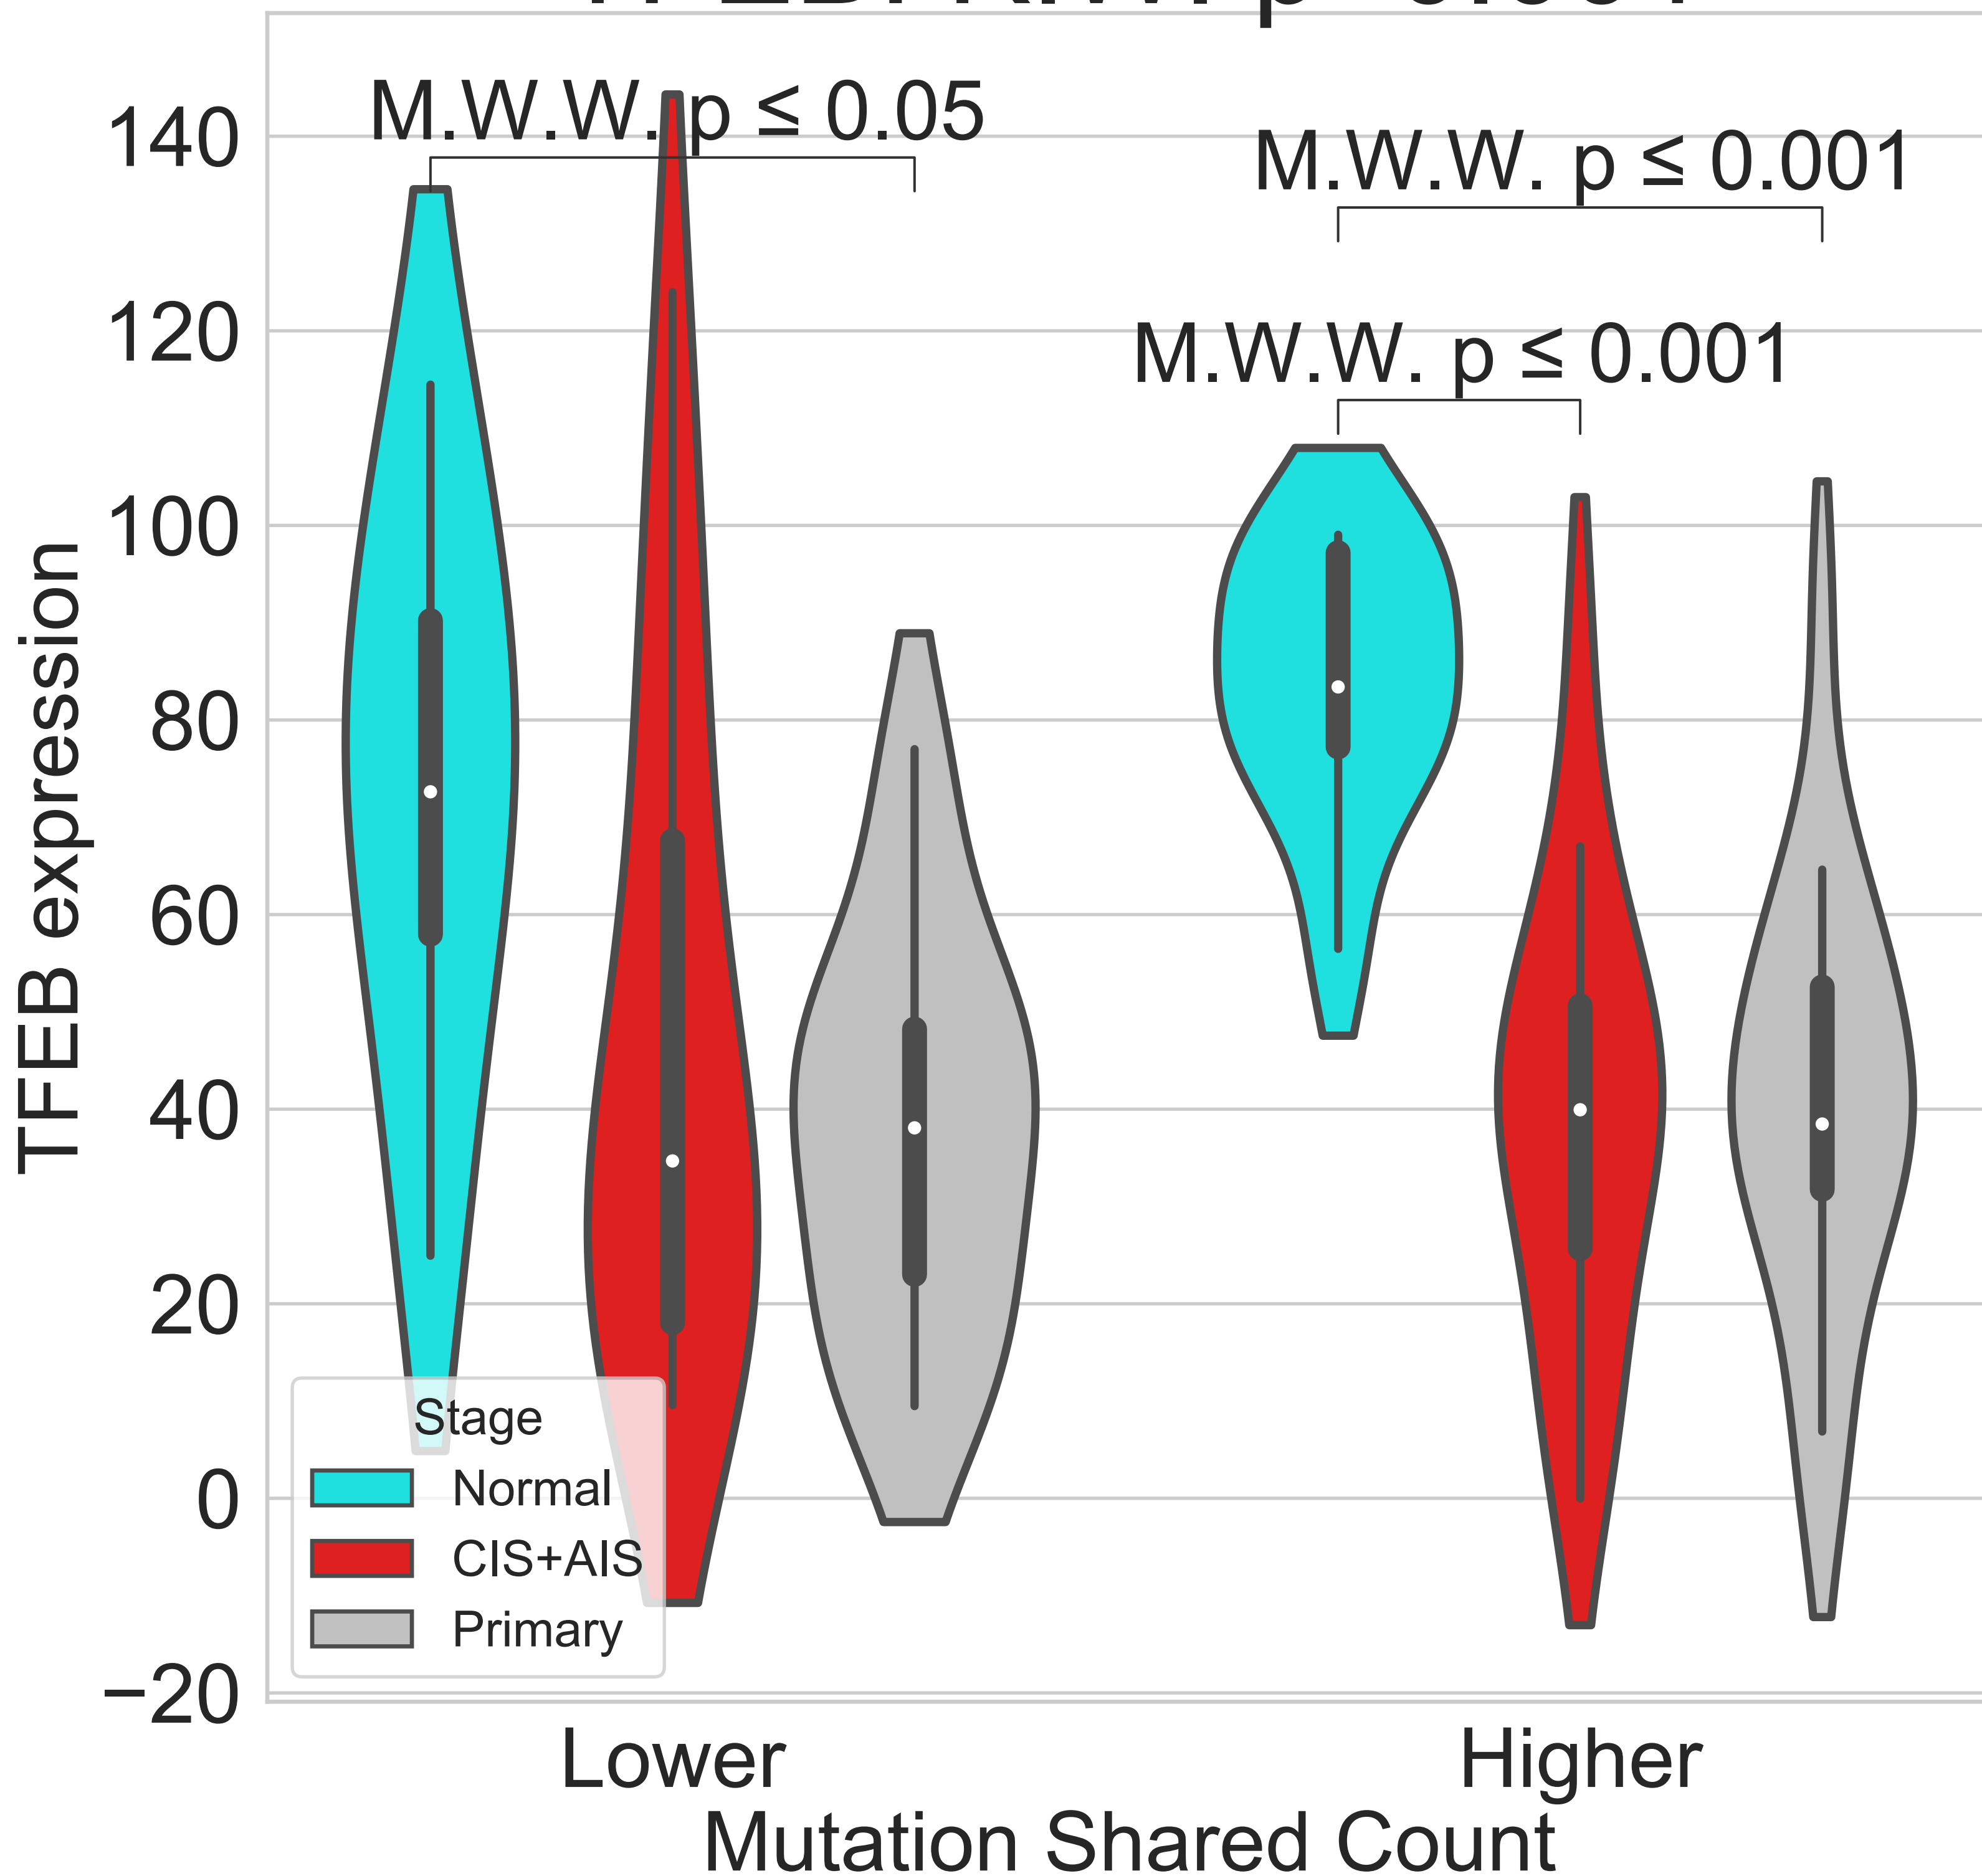 M.W.W. p ≤ 0.05
M.W.W. p ≤ 0.001
M.W.W. p ≤ 0.001
140
120
100
80
60
40
20
0
−20
TFEB expression
Stage
Normal
CIS+AIS
Primary
Lower
Higher
Mutation Shared Count